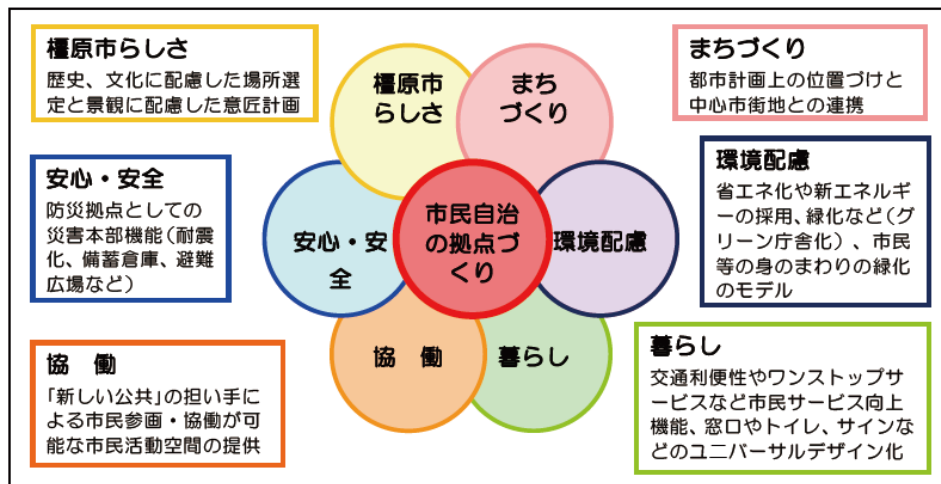 橿原市らしさ
歴史、文化に配慮した場所選
定と景観に配慮した意匠計画
まちづくり
都市計画上の位置づけと
中心市街地との連携
橿原市
らしさ
まち
づくり
安心・安全
防災拠点としての
災害本部機能(耐震
化、備蓄倉庫、避難
広場など)
環境配慮
省エネ化や新エネルギ
ーの採用、緑化など(グ
リーン庁舎化)、市民
等の身のまわりの緑化
のモデル
安心・安
全
市民自治
の拠点づ
くり
環境配慮
協 働
暮らし
協 働
「新しい公共」の担い手に
よる市民参画・協働が可
能な市民活動空間の提供
暮らし
交通利便性やワンストップサ
ービスなど市民サービス向上
機能、窓口やトイレ、サインな
どのユニバーサルデザイン化